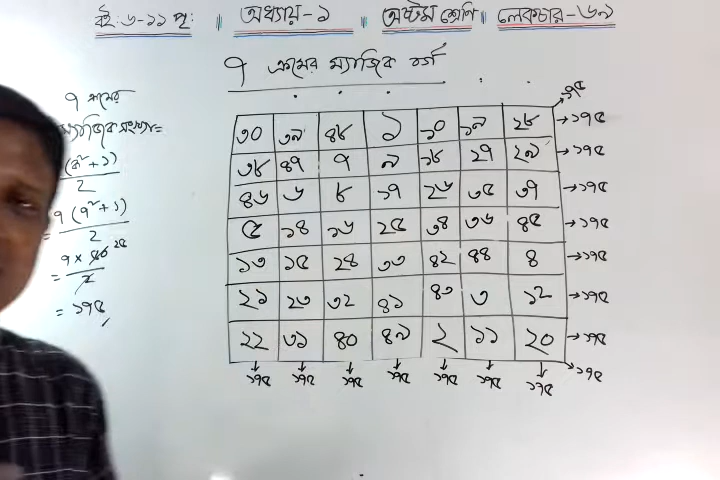 বই: ৬-১১ পৃ: | অধ্যায়-১ | অষ্টম শ্রেণি | লেকচার-৬৯
৭ ক্রমের ম্যাজিক বর্গ
৭ ক্রমের
ম্যাজিক সংখ্যা=
(n²+১)
২
= ৭(৭²+১)
২
= ৭×৫০ ২৫
২
= ১৭৫
১৭৫
৩০ ৩৯ ৪৮ ১ ১০ ১৯ ২৮ →১৭৫
৩৮ ৪৭ ৭ ৯ ১৮ ২৭ ২৯ →১৭৫
৪৬ ৬ ৮ ১৭ ২৬ ৩৫ ৩৭ →১৭৫
৫ ১৪ ১৬ ২৫ ৩৪ ৩৬ ৪৫ →১৭৫
১৩ ১৫ ২৪ ৩৩ ৪২ ৪৪ ৪ →১৭৫
২১ ২৩ ৩২ ৪১ ৪৩ ৩ ১২ →১৭৫
২২ ৩১ ৪০ ৪৯ ২ ১১ ২০ →১৭৫
১৭৫ ১৭৫ ১৭৫ ১৭৫ ১৭৫ ১৭৫ ১৭৫ ১৭৫